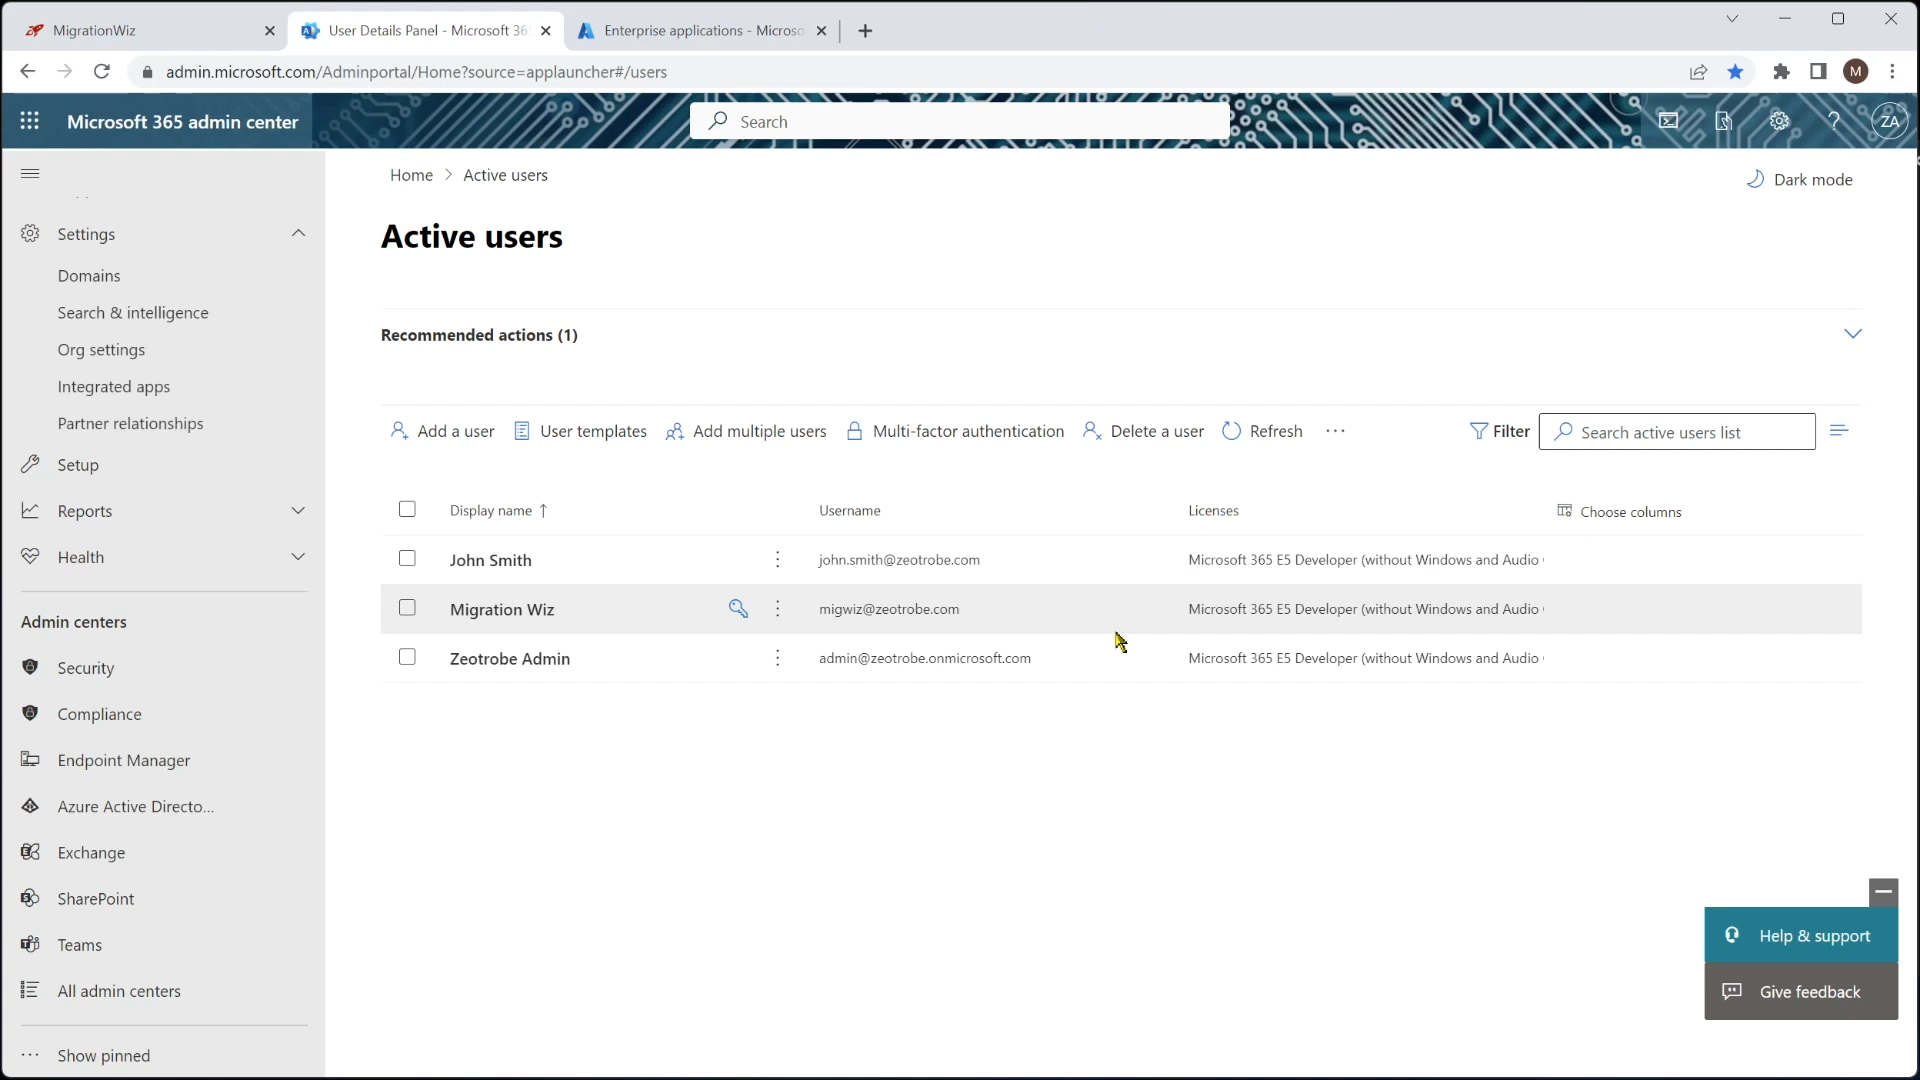 MigrationWiz
User Details Panel - Microsoft 36
Enterprise applications - Microso
admin.microsoft.com/Adminportal/Home?source=applauncher#/users
M
Microsoft 365 admin center
Search
ZA
Home > Active users
Dark mode
Active users
Recommended actions (1)
Add a user
User templates
Add multiple users
Multi-factor authentication
Delete a user
Refresh
Filter
Search active users list
Display name ↑
Username
Licenses
Choose columns
John Smith
john.smith@zeotrobe.com
Microsoft 365 E5 Developer (without Windows and Audio
Migration Wiz
migwiz@zeotrobe.com
Microsoft 365 E5 Developer (without Windows and Audio
Zeotrobe Admin
admin@zeotrobe.onmicrosoft.com
Microsoft 365 E5 Developer (without Windows and Audio
Settings
Domains
Search & intelligence
Org settings
Integrated apps
Partner relationships
Setup
Reports
Health
Admin centers
Security
Compliance
Endpoint Manager
Azure Active Directo...
Exchange
SharePoint
Teams
All admin centers
Show pinned
Help & support
Give feedback